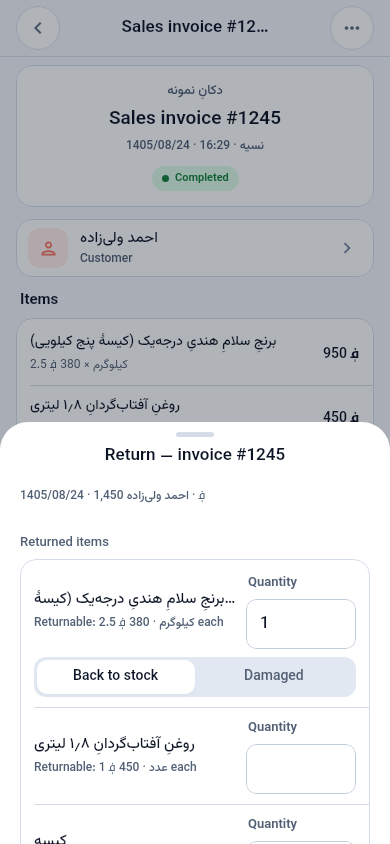 Sales invoice #12…
دکانِ نمونه
Sales invoice #1245
1405/08/24 · 16:29 · نسیه
Completed
احمد ولی‌زاده
Customer
Items
برنجِ سلامِ هندیِ درجه‌یک (کیسهٔ پنج کیلویی)
950 ؋
2.5 کیلوگرم × 380 ؋
روغنِ آفتاب‌گردانِ ۱٫۸ لیتری
450 ؋
Return — invoice #1245
1405/08/24 · احمد ولی‌زاده · 1,450 ؋
Returned items
Quantity
برنجِ سلامِ هندیِ درجه‌یک (کیسهٔ…
1
Returnable: 2.5 کیلوگرم · 380 ؋ each
Back to stock
Damaged
Quantity
روغنِ آفتاب‌گردانِ ۱٫۸ لیتری
Returnable: 1 عدد · 450 ؋ each
Quantity
کیسه